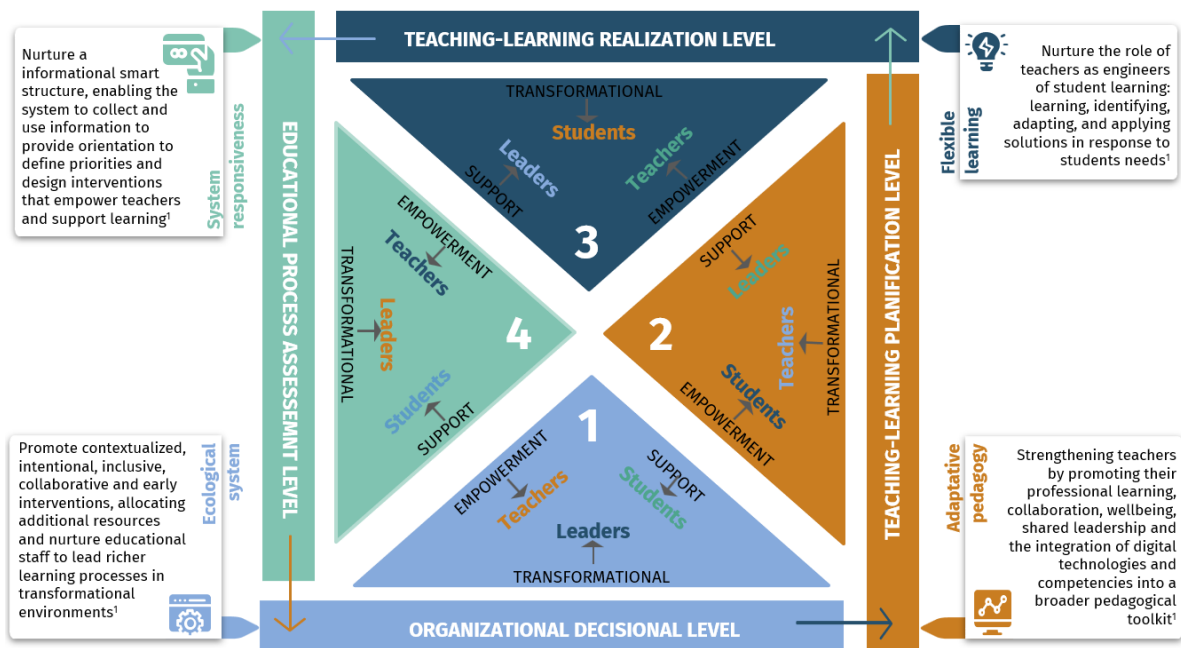 TEACHING-LEARNING REALIZATION LEVEL
Nurture a
informational smart
structure, enabling the
system to collect and
use information to
provide orientation to
define priorities and
design interventions
that empower teachers
and support learning¹
System
responsiveness
EDUCATIONAL PROCESS ASSESSEMNT LEVEL
TRANSFORMATIONAL
Students
Leaders
SUPPORT
Teachers
EMPOWERMENT
3
TEACHING-LEARNING PLANIFICATION LEVEL
Flexible
learning
Nurture the role of
teachers as engineers
of student learning:
learning, identifying,
adapting, and applying
solutions in response to
students needs¹
EMPOWERMENT
Teachers
TRANSFORMATIONAL
Leaders
Students
SUPPORT
4
SUPPORT
Leaders
2
Teachers
TRANSFORMATIONAL
Students
EMPOWERMENT
1
EMPOWERMENT
Teachers
SUPPORT
Students
Leaders
TRANSFORMATIONAL
Promote contextualized,
intentional, inclusive,
collaborative and early
interventions, allocating
additional resources
and nurture educational
staff to lead richer
learning processes in
transformational
environments¹
Ecological
system
Adaptative
pedagogy
Strengthening teachers
by promoting their
professional learning,
collaboration, wellbeing,
shared leadership and
the integration of digital
technologies and
competencies into a
broader pedagogical
toolkit¹
ORGANIZATIONAL DECISIONAL LEVEL